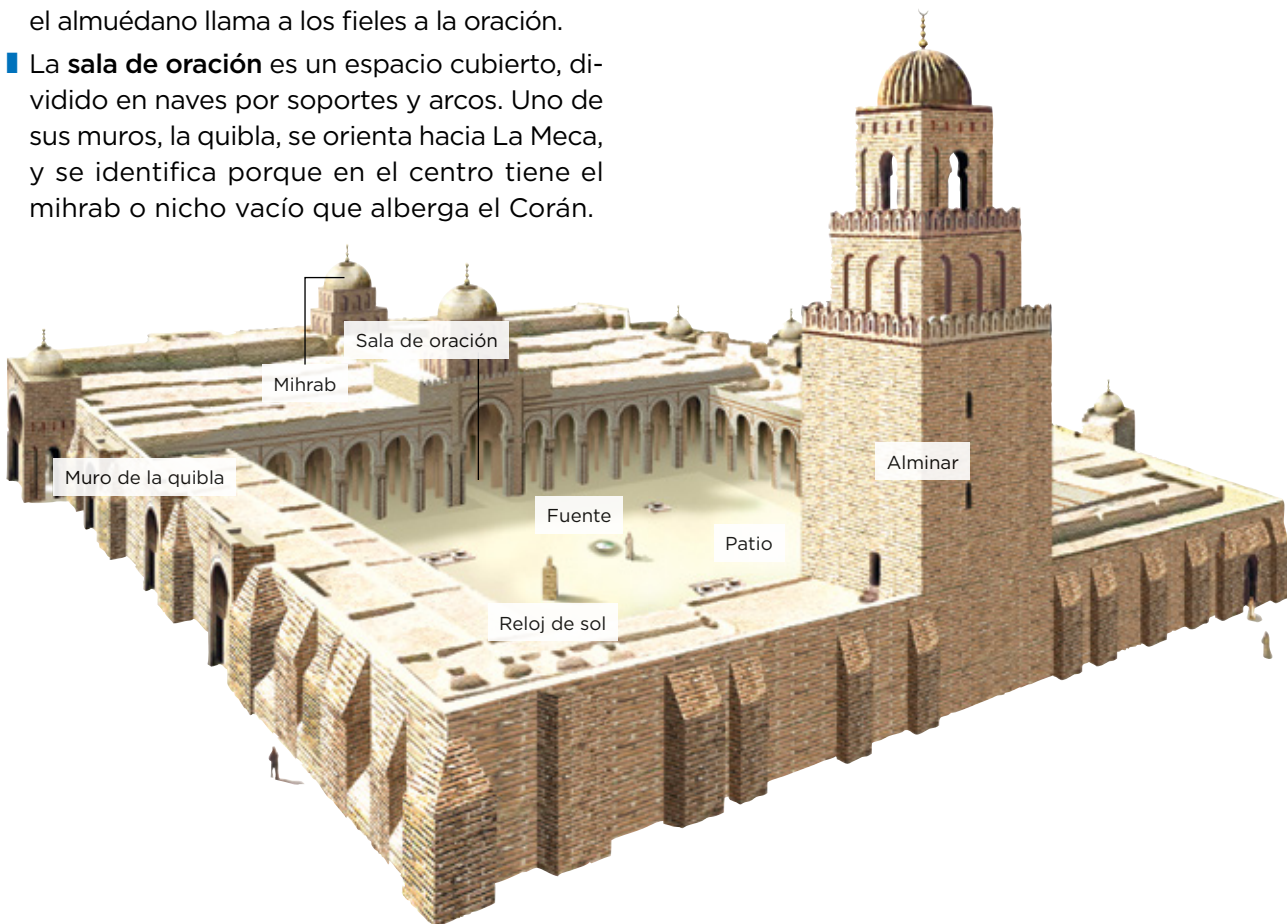 el almuédano llama a los fieles a la oración.
La sala de oración es un espacio cubierto, di-
vidido en naves por soportes y arcos. Uno de
sus muros, la quibla, se orienta hacia La Meca,
y se identifica porque en el centro tiene el
mihrab o nicho vacío que alberga el Corán.
Sala de oración
Mihrab
Muro de la quibla
Alminar
Fuente
Patio
Reloj de sol